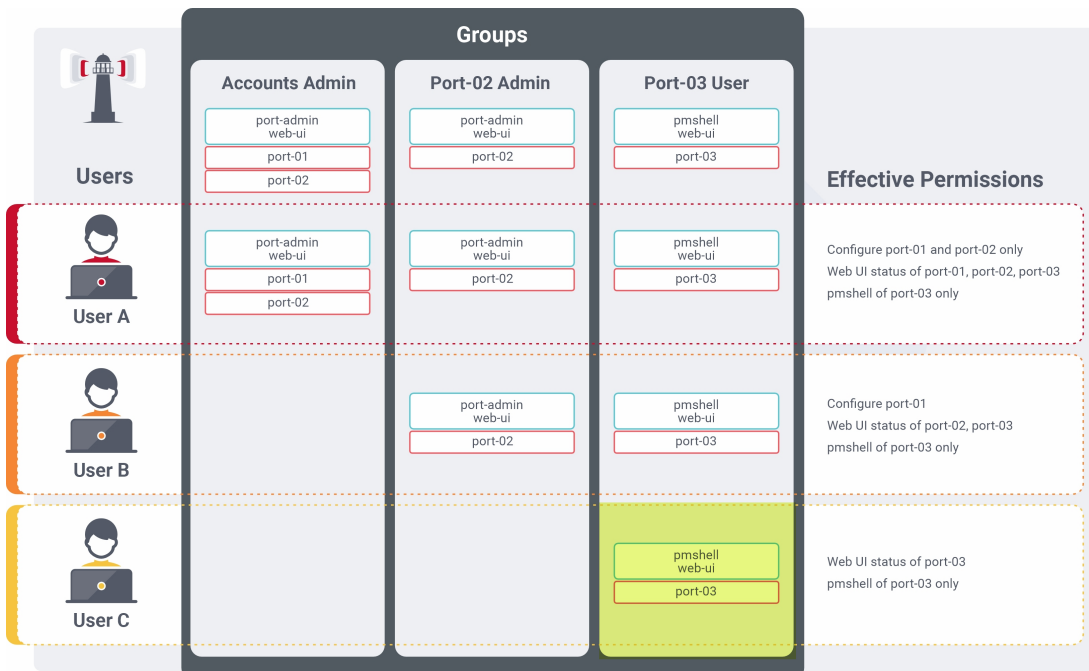 Groups
Accounts Admin
Port-02 Admin
Port-03 User
port-admin
web-ui
port-01
port-02
port-admin
web-ui
port-02
pmshell
web-ui
port-03
Users
Effective Permissions
User A
port-admin
web-ui
port-01
port-02
port-admin
web-ui
port-02
pmshell
web-ui
port-03
Configure port-01 and port-02 only
Web UI status of port-01, port-02, port-03
pmshell of port-03 only
User B
port-admin
web-ui
port-02
pmshell
web-ui
port-03
Configure port-01
Web UI status of port-02, port-03
pmshell of port-03 only
User C
pmshell
web-ui
port-03
Web UI status of port-03
pmshell of port-03 only